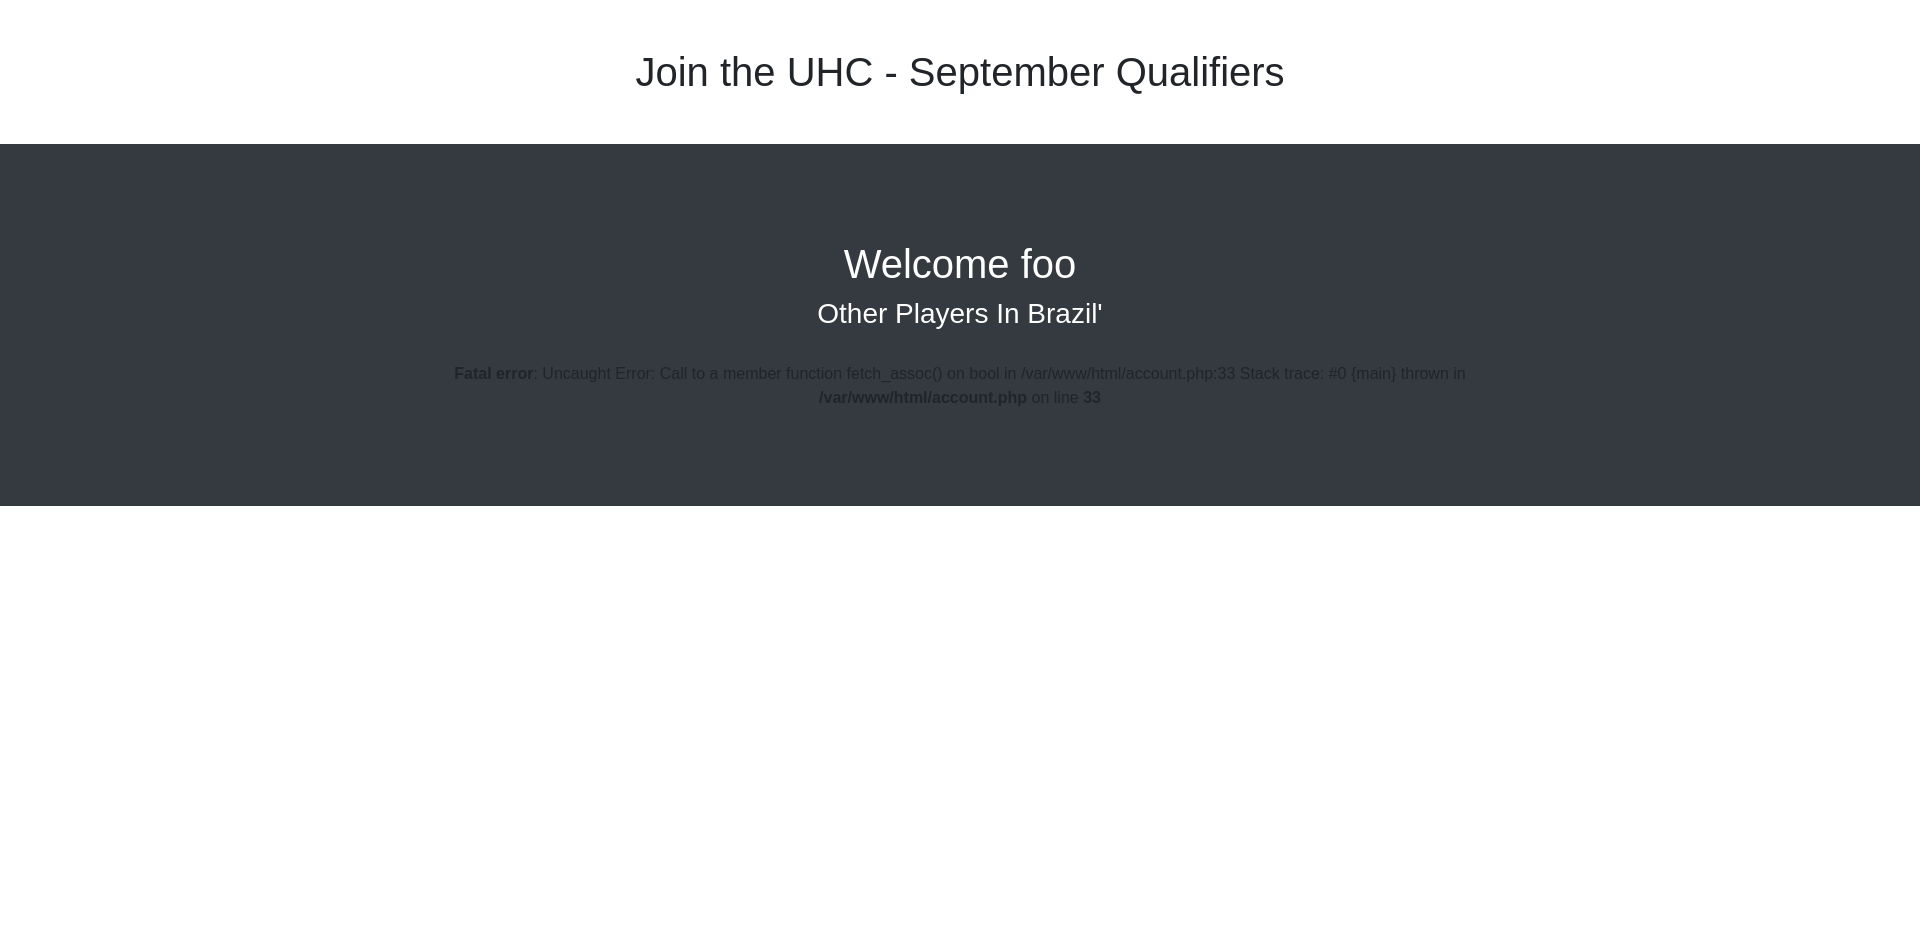 Join the UHC - September Qualifiers
Welcome foo
Other Players In Brazil'
Fatal error: Uncaught Error: Call to a member function fetch_assoc() on bool in /var/www/html/account.php:33 Stack trace: #0 {main} thrown in
/var/www/html/account.php on line 33